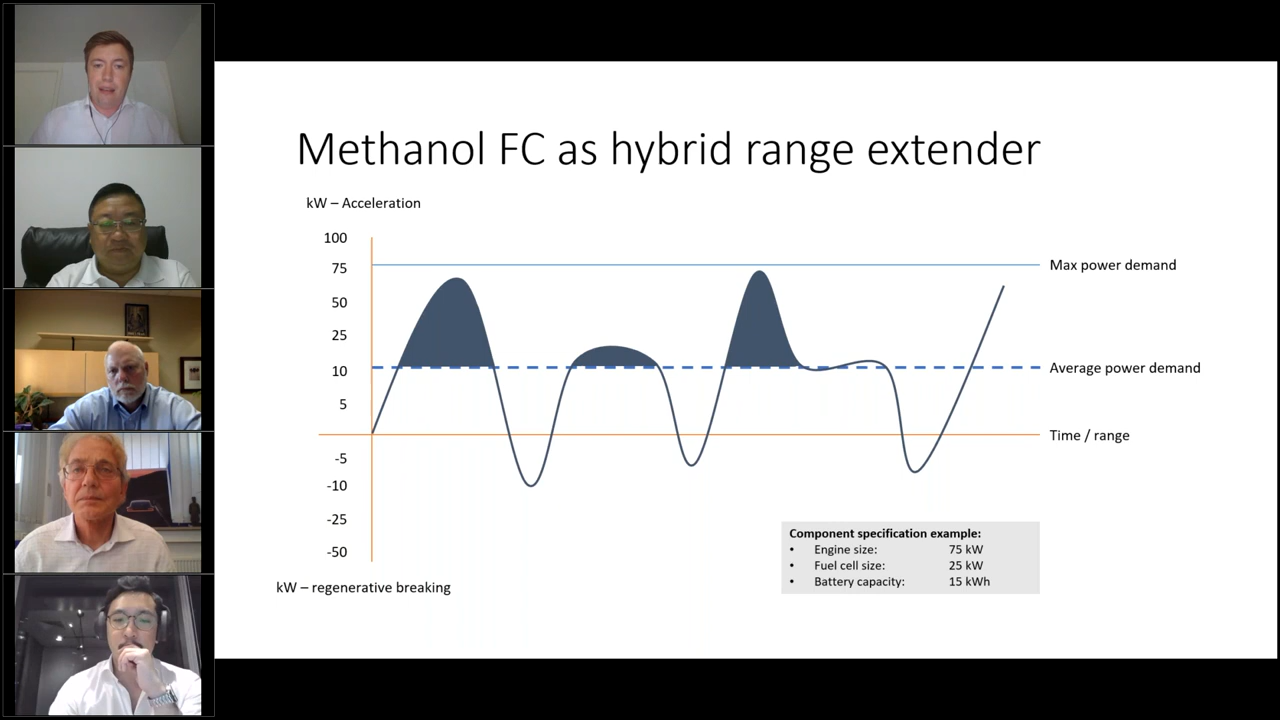 Methanol FC as hybrid range extender
kW – Acceleration
100
75
50
25
10
5
-5
-10
-25
-50
Max power demand
Average power demand
Time / range
Component specification example:
• Engine size: 75 kW
• Fuel cell size: 25 kW
• Battery capacity: 15 kWh
kW – regenerative breaking